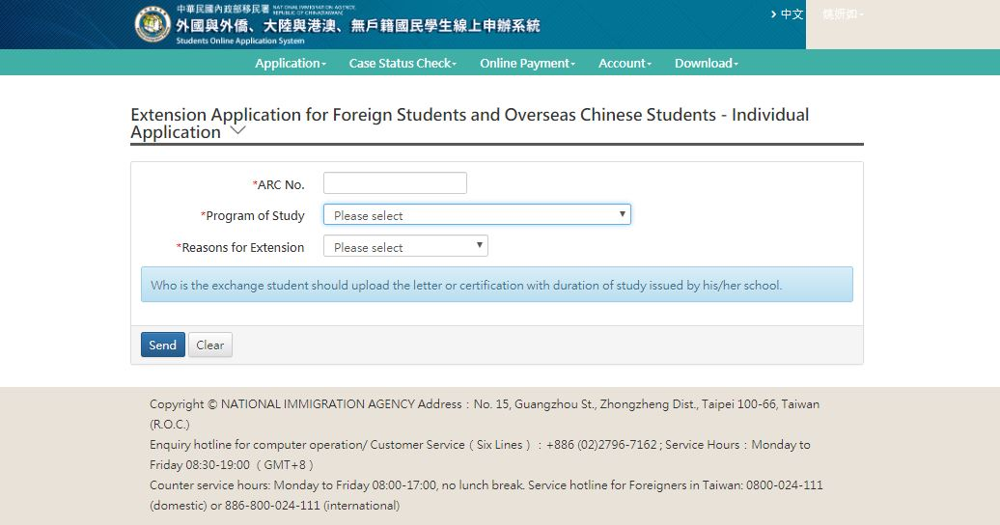 中華民國內政部移民署 NATIONAL IMMIGRATION AGENCY,
REPUBLIC OF CHINA(TAIWAN)
外國與外僑、大陸與港澳、無戶籍國民學生線上申辦系統
Students Online Application System
中文
Application
Case Status Check
Online Payment
Account
Download
Extension Application for Foreign Students and Overseas Chinese Students - Individual
Application
*ARC No.
*Program of Study
Please select
*Reasons for Extension
Please select
Who is the exchange student should upload the letter or certification with duration of study issued by his/her school.
Send
Clear
Copyright © NATIONAL IMMIGRATION AGENCY Address：No. 15, Guangzhou St., Zhongzheng Dist., Taipei 100-66, Taiwan
(R.O.C.)
Enquiry hotline for computer operation/ Customer Service（Six Lines）：+886 (02)2796-7162 ; Service Hours：Monday to
Friday 08:30-19:00 （GMT+8）
Counter service hours: Monday to Friday 08:00-17:00, no lunch break. Service hotline for Foreigners in Taiwan: 0800-024-111
(domestic) or 886-800-024-111 (international)